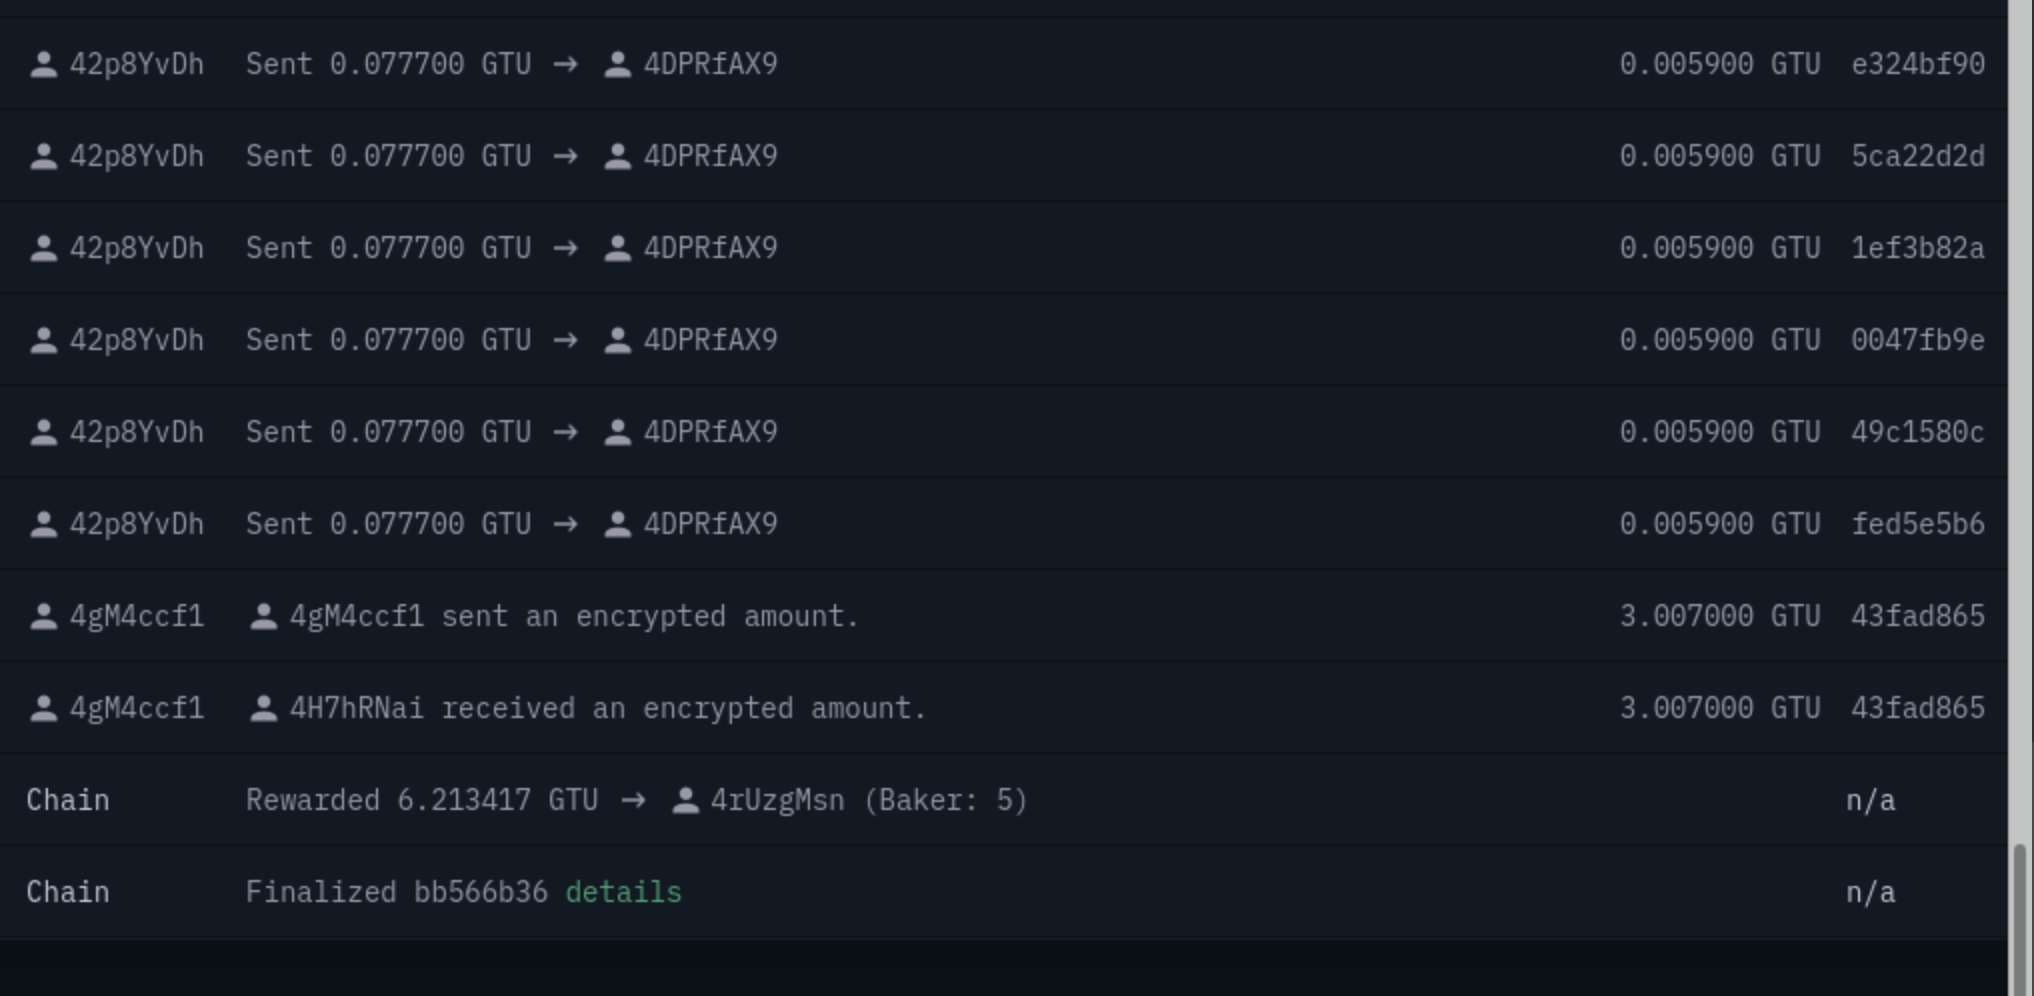 42p8YvDh Sent 0.077700 GTU → 4DPRfAX9 0.005900 GTU e324bf90
42p8YvDh Sent 0.077700 GTU → 4DPRfAX9 0.005900 GTU 5ca22d2d
42p8YvDh Sent 0.077700 GTU → 4DPRfAX9 0.005900 GTU 1ef3b82a
42p8YvDh Sent 0.077700 GTU → 4DPRfAX9 0.005900 GTU 0047fb9e
42p8YvDh Sent 0.077700 GTU → 4DPRfAX9 0.005900 GTU 49c1580c
42p8YvDh Sent 0.077700 GTU → 4DPRfAX9 0.005900 GTU fed5e5b6
4gM4ccf1 4gM4ccf1 sent an encrypted amount. 3.007000 GTU 43fad865
4gM4ccf1 4H7hRNai received an encrypted amount. 3.007000 GTU 43fad865
Chain Rewarded 6.213417 GTU → 4rUzgMsn (Baker: 5) n/a
Chain Finalized bb566b36 details n/a